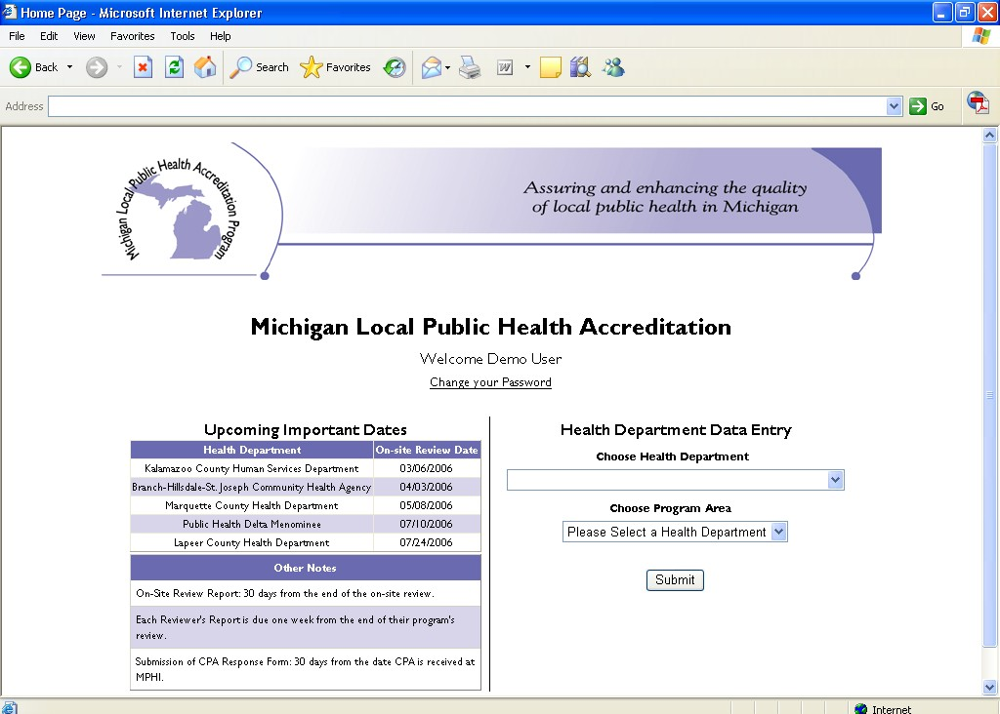 Home Page - Microsoft Internet Explorer
File Edit View Favorites Tools Help
Back Search Favorites W
Address Go
Michigan Local Public Health Accreditation Program
Assuring and enhancing the quality
of local public health in Michigan
Michigan Local Public Health Accreditation
Welcome Demo User
Change your Password
Upcoming Important Dates
Health Department On-site Review Date
Kalamazoo County Human Services Department 03/06/2006
Branch-Hillsdale-St. Joseph Community Health Agency 04/03/2006
Marquette County Health Department 05/08/2006
Public Health Delta Menominee 07/10/2006
Lapeer County Health Department 07/24/2006
Other Notes
On-Site Review Report: 30 days from the end of the on-site review.
Each Reviewer's Report is due one week from the end of their program's
review.
Submission of CPA Response Form: 30 days from the date CPA is received at
MPHI.
Health Department Data Entry
Choose Health Department
Choose Program Area
Please Select a Health Department
Submit
Internet